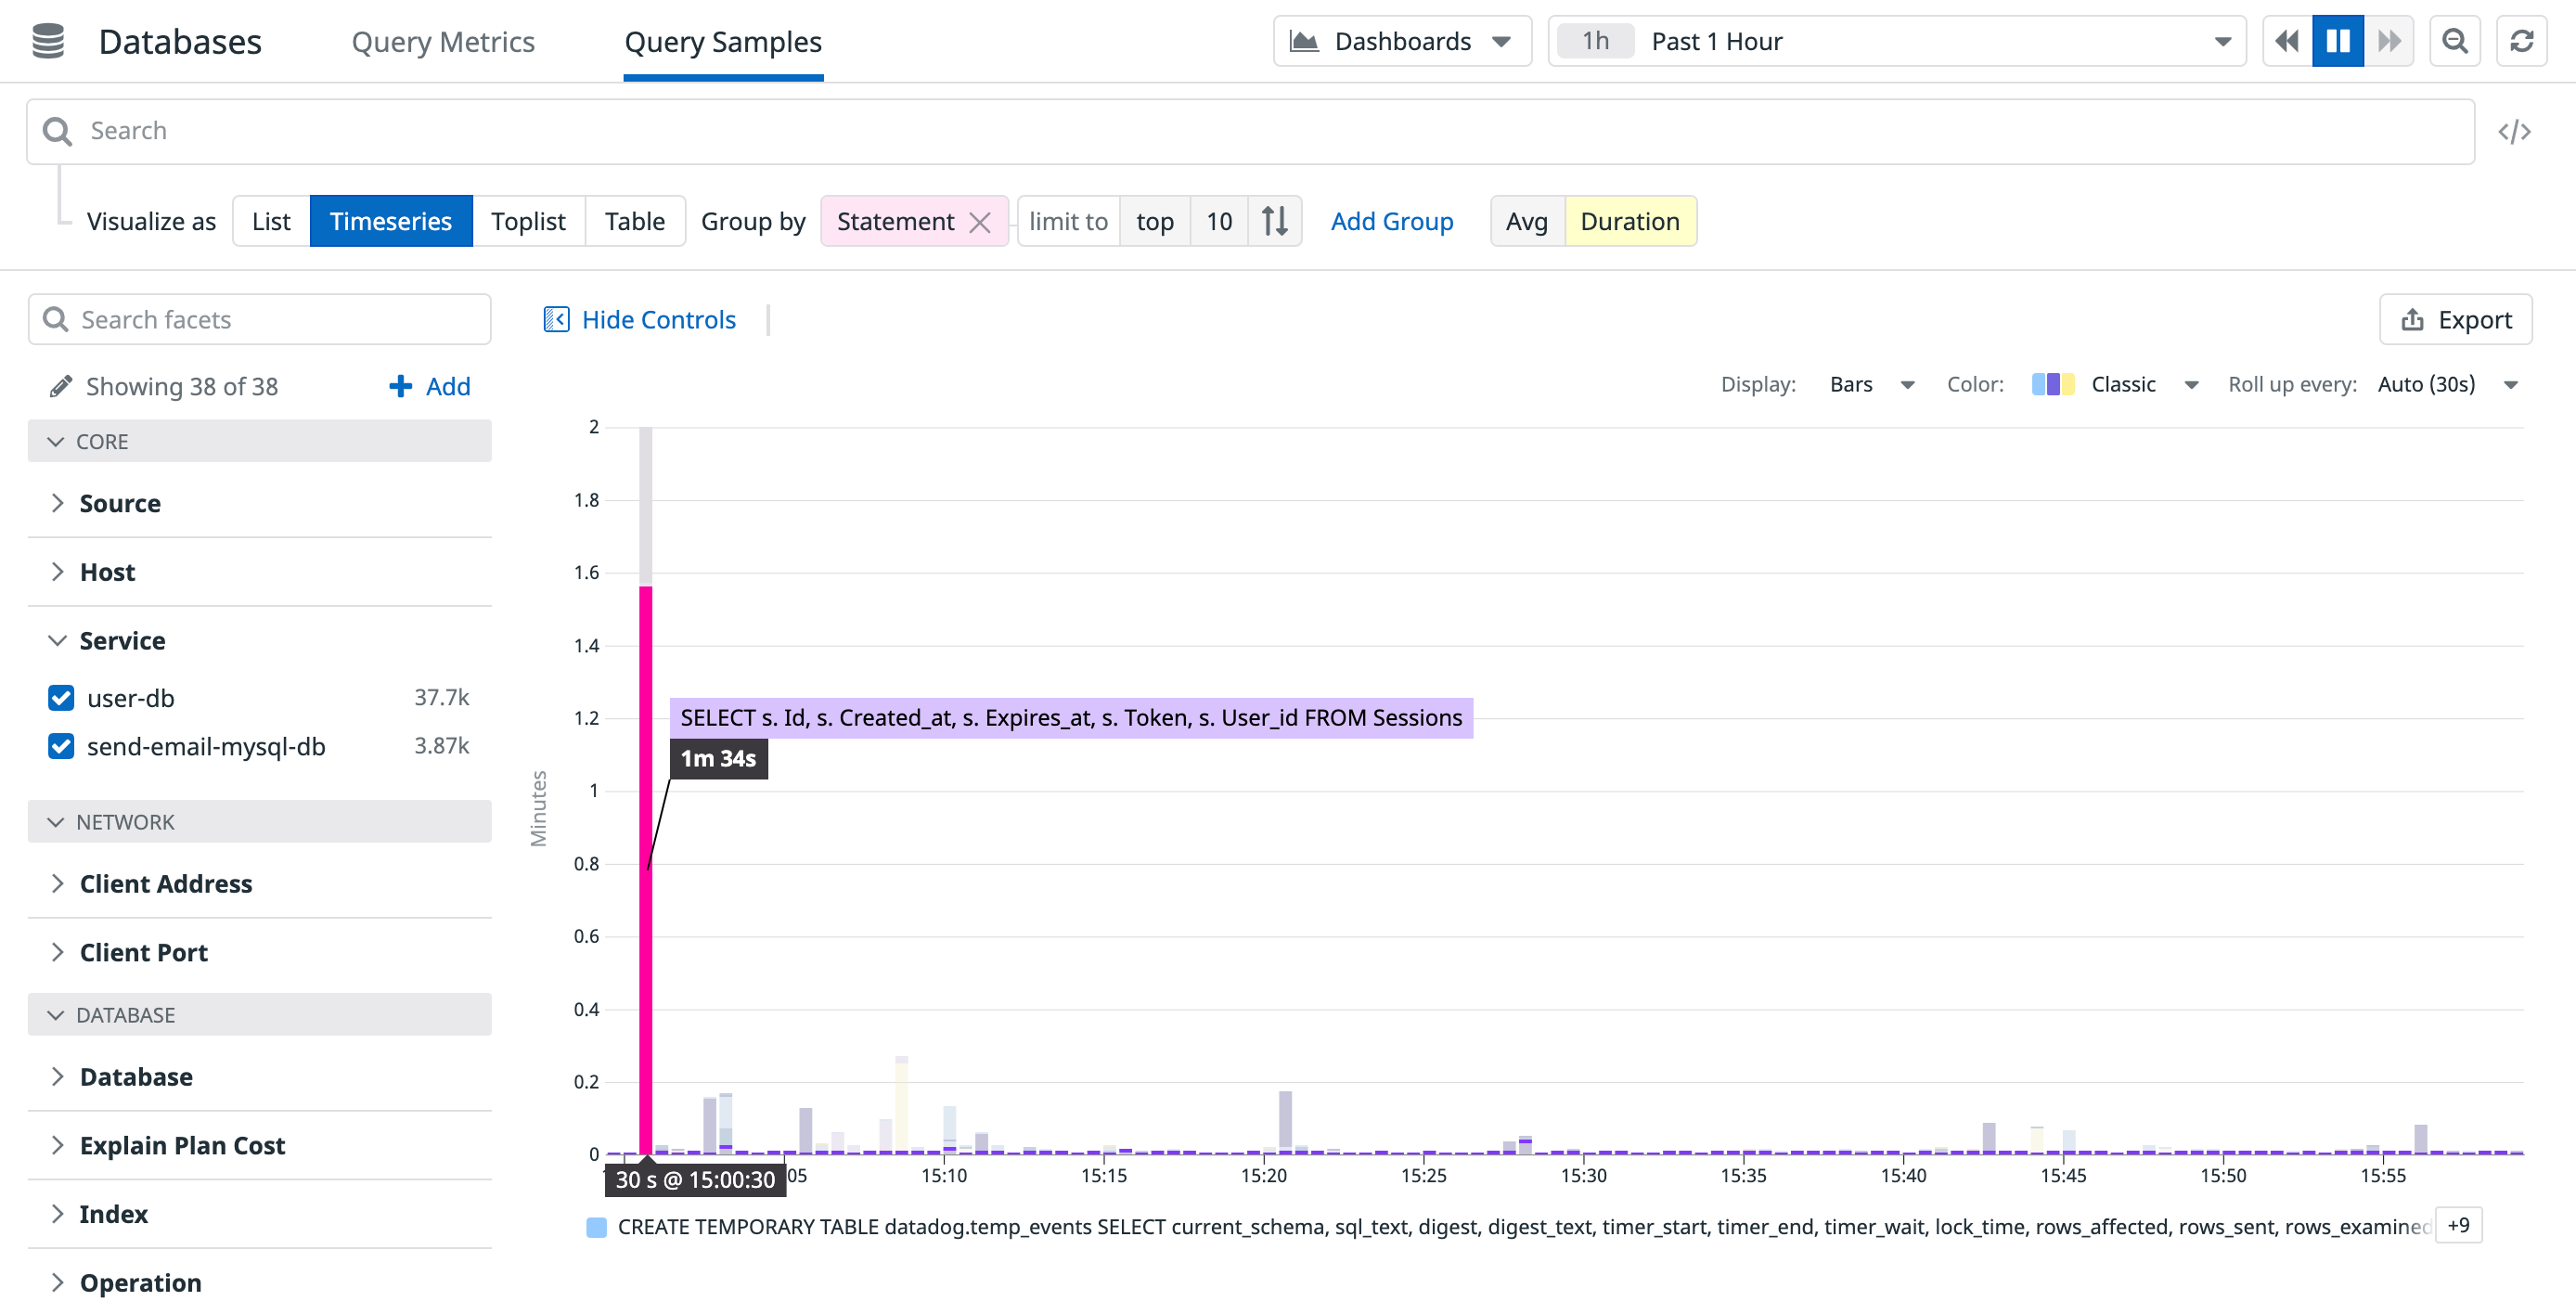 Databases Query Metrics Query Samples Dashboards 1h Past 1 Hour
Search </>
Visualize as List Timeseries Toplist Table Group by Statement limit to top 10 Add Group Avg Duration
Search facets
Hide Controls
Export
Showing 38 of 38 Add
Display: Bars Color: Classic Roll up every: Auto (30s)
CORE
Source
Host
Service
user-db 37.7k
send-email-mysql-db 3.87k
NETWORK
Client Address
Client Port
DATABASE
Database
Explain Plan Cost
Index
Operation
Minutes
2
1.8
1.6
1.4
1.2
1
0.8
0.6
0.4
0.2
0
SELECT s. Id, s. Created_at, s. Expires_at, s. Token, s. User_id FROM Sessions
1m 34s
30 s @ 15:00:30
05 15:10 15:15 15:20 15:25 15:30 15:35 15:40 15:45 15:50 15:55
CREATE TEMPORARY TABLE datadog.temp_events SELECT current_schema, sql_text, digest, digest_text, timer_start, timer_end, timer_wait, lock_time, rows_affected, rows_sent, rows_examined +9